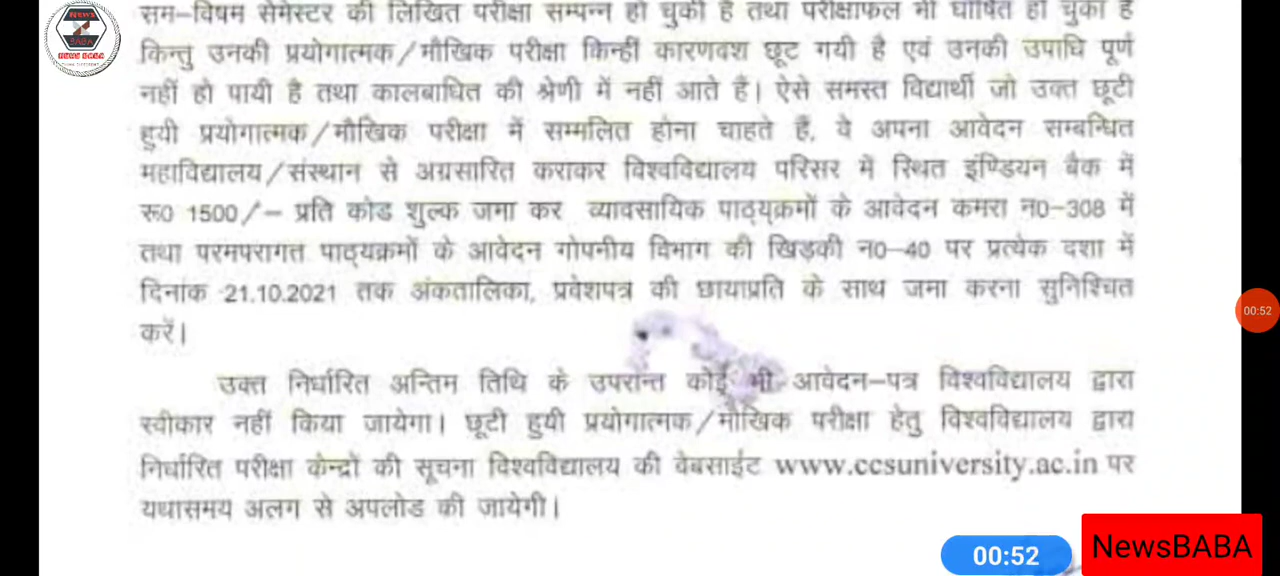 सम-विषम सेमेस्टर की लिखित परीक्षा सम्पन्न हो चुकी है तथा परीक्षाफल भी घोषित हो चुका है
किन्तु उनकी प्रयोगात्मक/मौखिक परीक्षा किन्हीं कारणवश छूट गयी है एवं उनकी उपाधि पूर्ण
नहीं हो पायी है तथा कालबाधित की श्रेणी में नहीं आते है। ऐसे समस्त विद्यार्थी जो उक्त छूटी
हुयी प्रयोगात्मक/मौखिक परीक्षा में सम्मलित होना चाहते हैं, वे अपना आवेदन सम्बन्धित
महाविद्यालय/संस्थान से अग्रसारित कराकर विश्वविद्यालय परिसर में स्थित इण्डियन बैक में
रू0 1500/– प्रति कोड शुल्क जमा कर व्यावसायिक पाठ्य्क्रमों के आवेदन कमरा न0-308 में
तथा परमपरागत पाठ्यक्रमों के आवेदन गोपनीय विभाग की खिड़की न0-40 पर प्रत्येक दशा में
दिनांक 21.10.2021 तक अंकतालिका, प्रवेशपत्र की छायाप्रति के साथ जमा करना सुनिश्चित
करें।
उक्त निर्धारित अन्तिम तिथि के उपरान्त कोई भी आवेदन-पत्र विश्वविद्यालय द्वारा
स्वीकार नहीं किया जायेगा। छूटी हुयी प्रयोगात्मक/मौखिक परीक्षा हेतु विश्वविद्यालय द्वारा
निर्धारित परीक्षा केन्द्रों की सूचना विश्वविद्यालय की वेबसाईट www.ccsuniversity.ac.in पर
यथासमय अलग से अपलोड की जायेगी।
News
BABA
00:52
00:52
NewsBABA